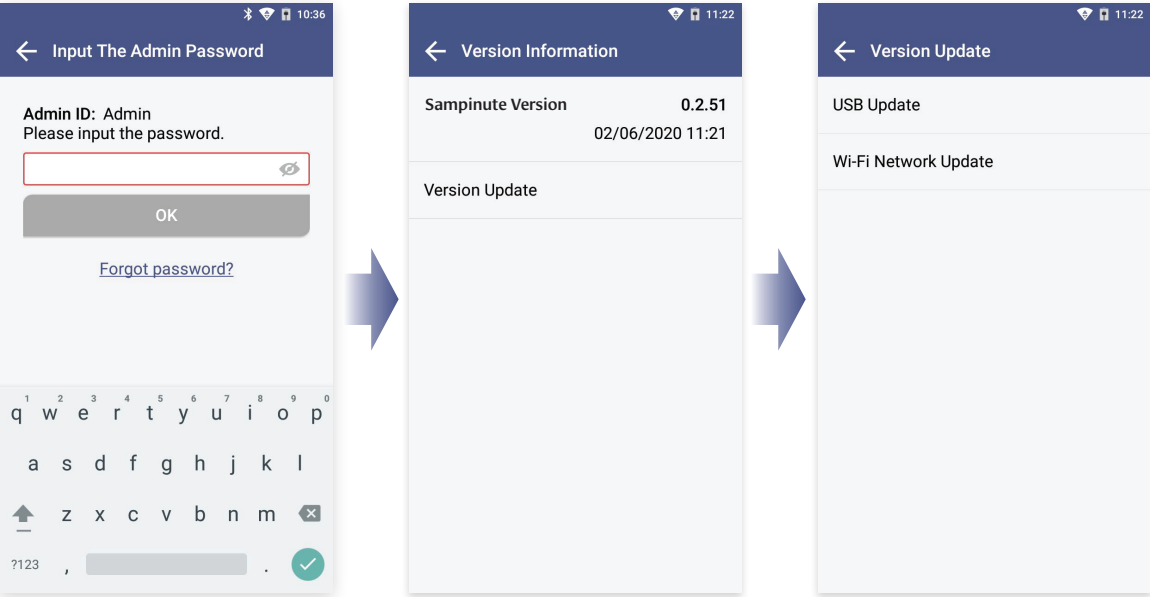 10:36
Input The Admin Password
Admin ID: Admin
Please input the password.
OK
Forgot password?
1 2 3 4 5 6 7 8 9 0
q w e r t y u i o p
a s d f g h j k l
z x c v b n m
?123 , .
11:22
Version Information
Sampinute Version 0.2.51
02/06/2020 11:21
Version Update
11:22
Version Update
USB Update
Wi-Fi Network Update